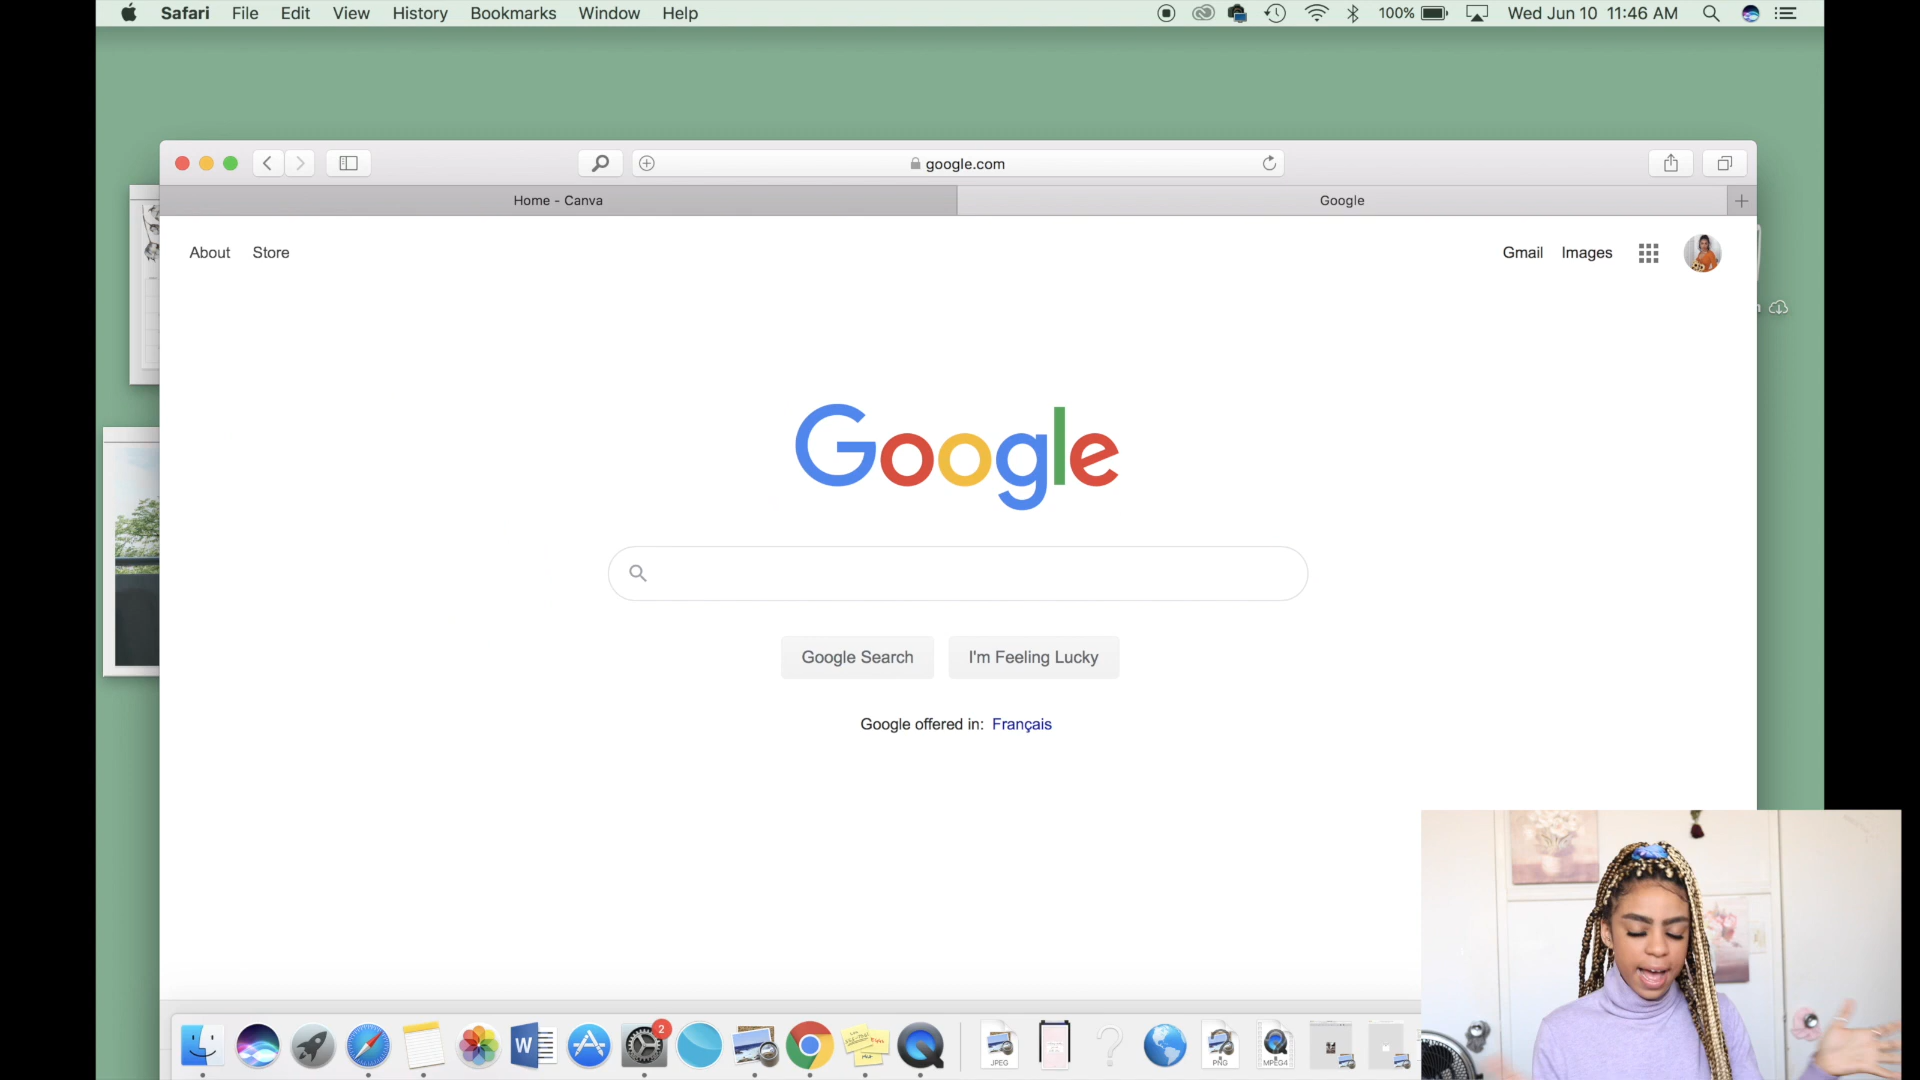 Safari File Edit View History Bookmarks Window Help 100% Wed Jun 10 11:46 AM
google.com
Home - Canva Google
About Store Gmail Images
Google
Google Search I'm Feeling Lucky
Google offered in: Français
2
W
JPEG PNG MPEG4